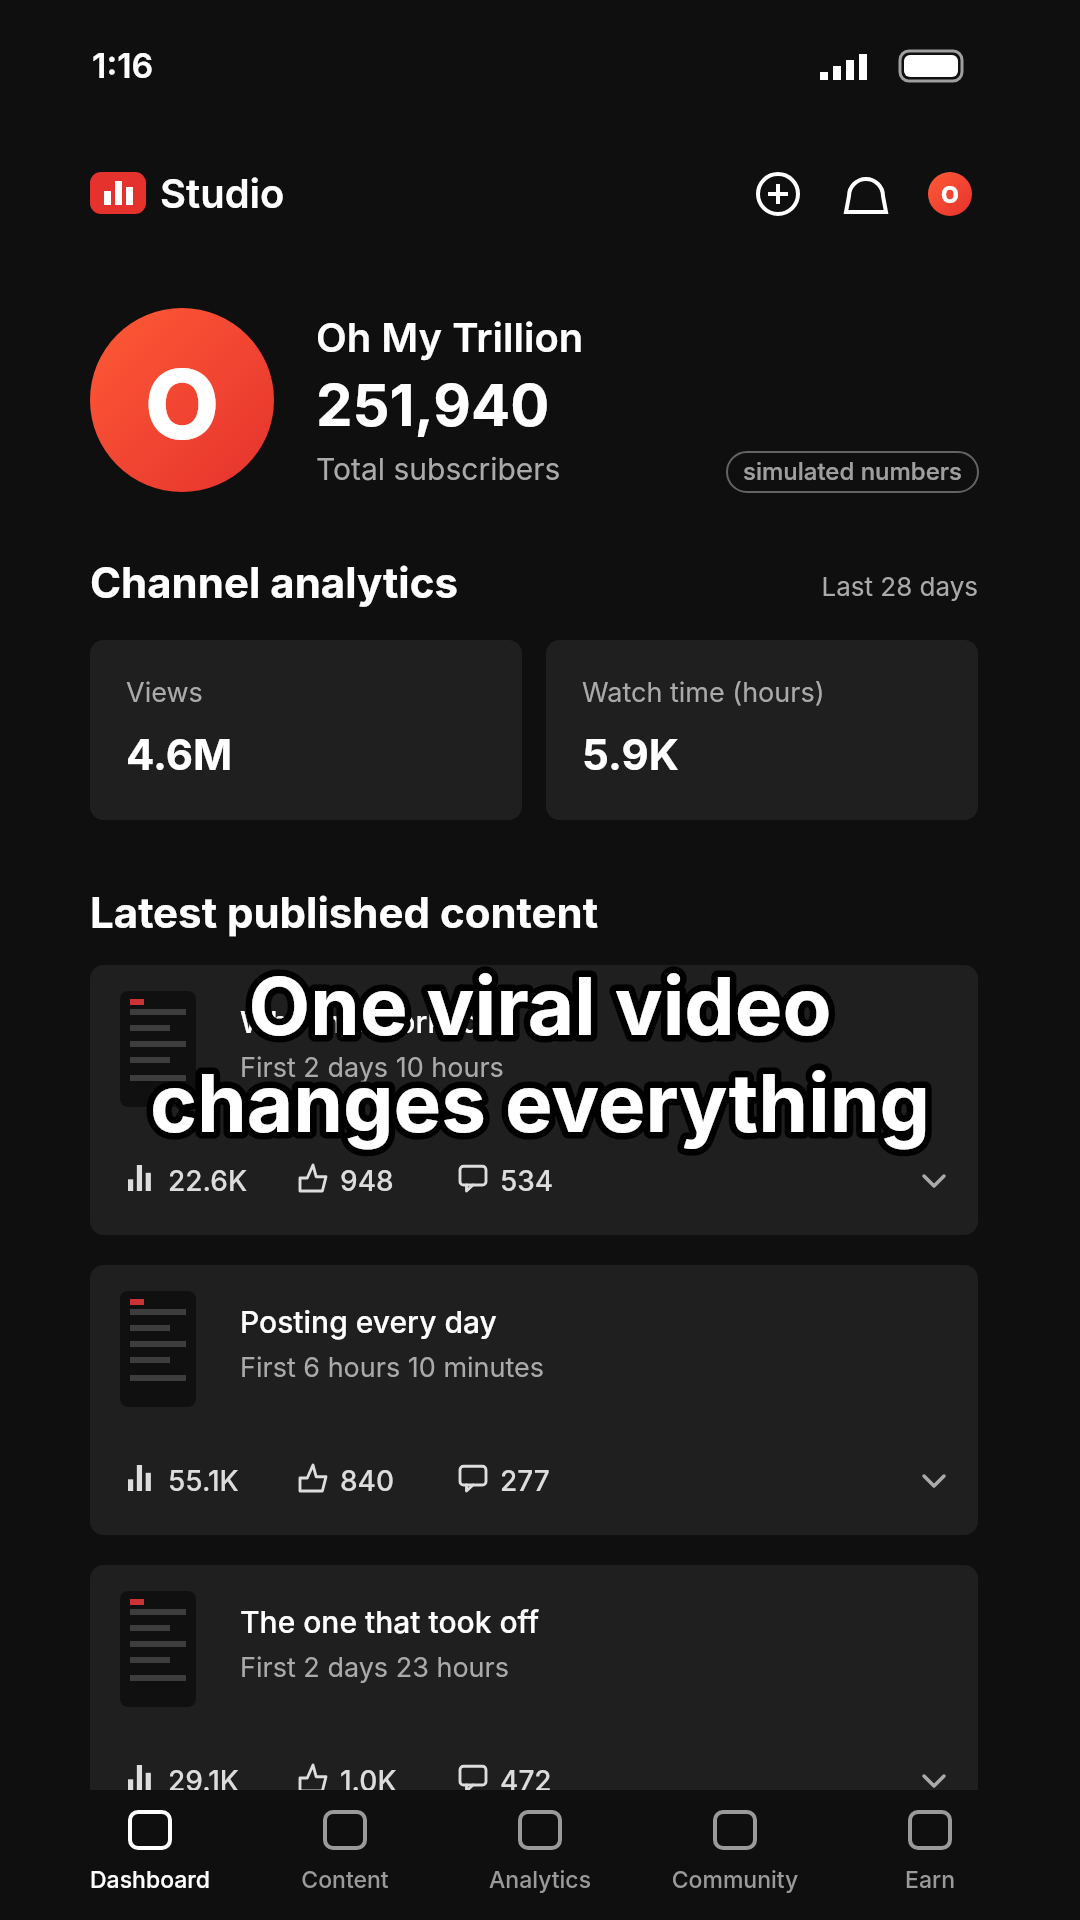 1:16
Studio
O
O
Oh My Trillion
251,940
Total subscribers
simulated numbers
Channel analytics
Last 28 days
Views
4.6M
Watch time (hours)
5.9K
Latest published content
One viral video
First 2 days 10 hours
changes everything
22.6K
948
534
Posting every day
First 6 hours 10 minutes
55.1K
840
277
The one that took off
First 2 days 23 hours
29.1K
1.0K
472
Dashboard
Content
Analytics
Community
Earn